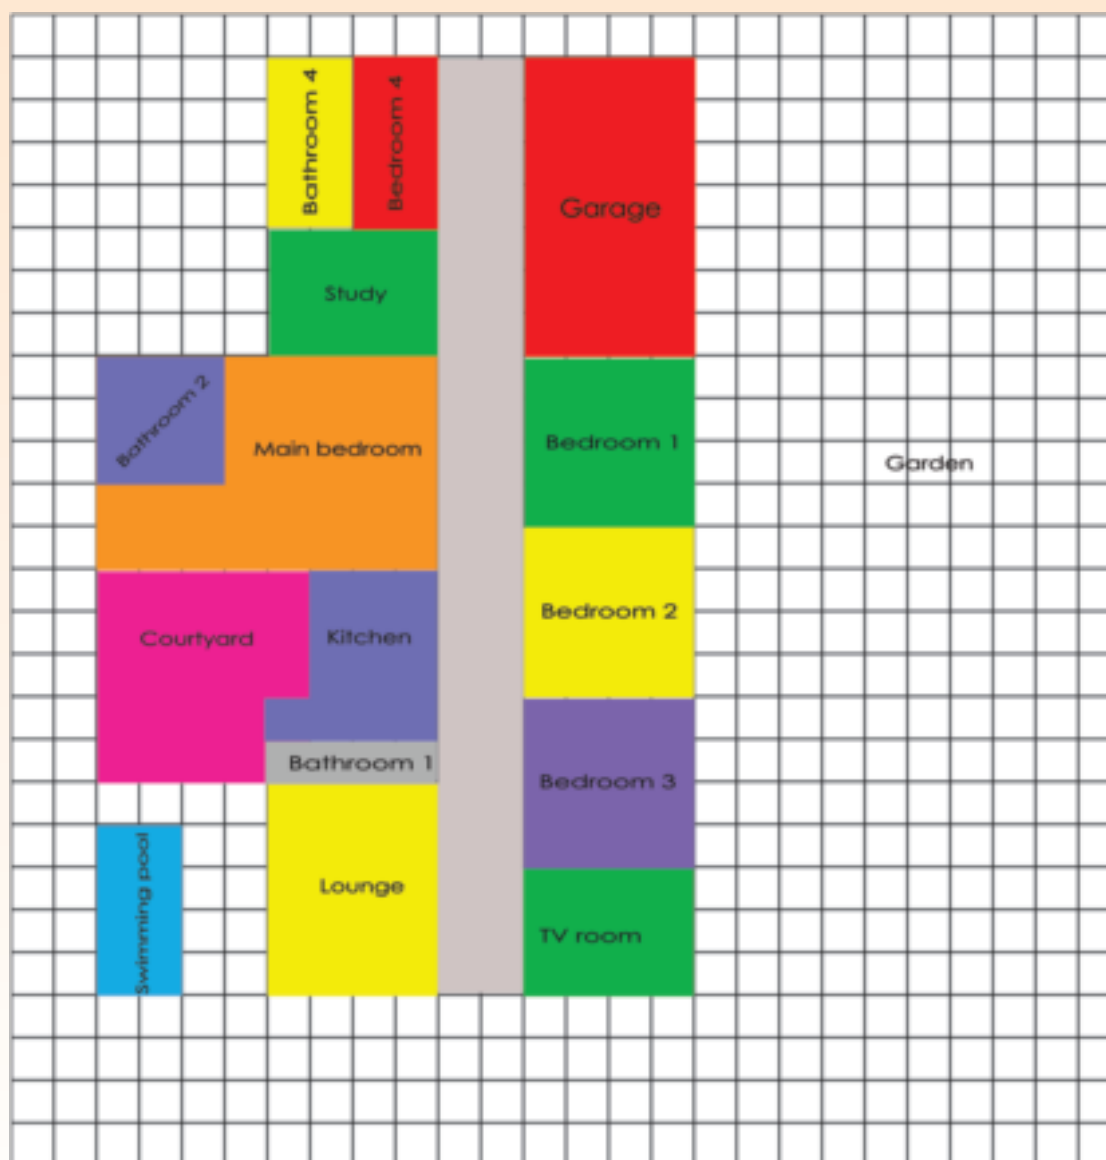 Bathroom 4
Bedroom 4
Garage
Study
Bathroom 2
Main bedroom
Bedroom 1
Garden
Bedroom 2
Courtyard
Kitchen
Bathroom 1
Bedroom 3
Lounge
Swimming pool
TV room